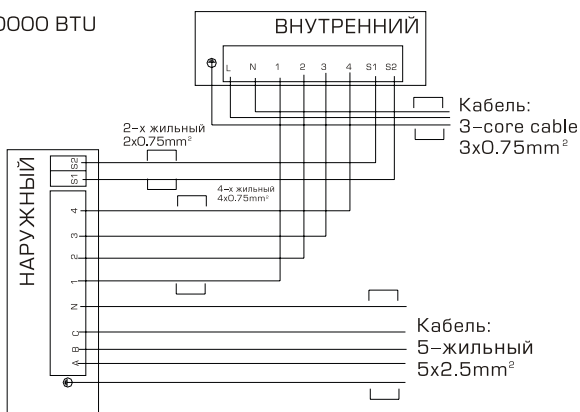 0000 BTU
ВНУТРЕННИЙ
L N 1 2 3 4 S1 S2
Кабель:
3-core cable
3x0.75mm²
2-х жильный
2x0.75mm²
4-х жильный
4x0.75mm²
НАРУЖНЫЙ
S2
S1
4
3
2
1
N
C
B
A
Кабель:
5-жильный
5x2.5mm²